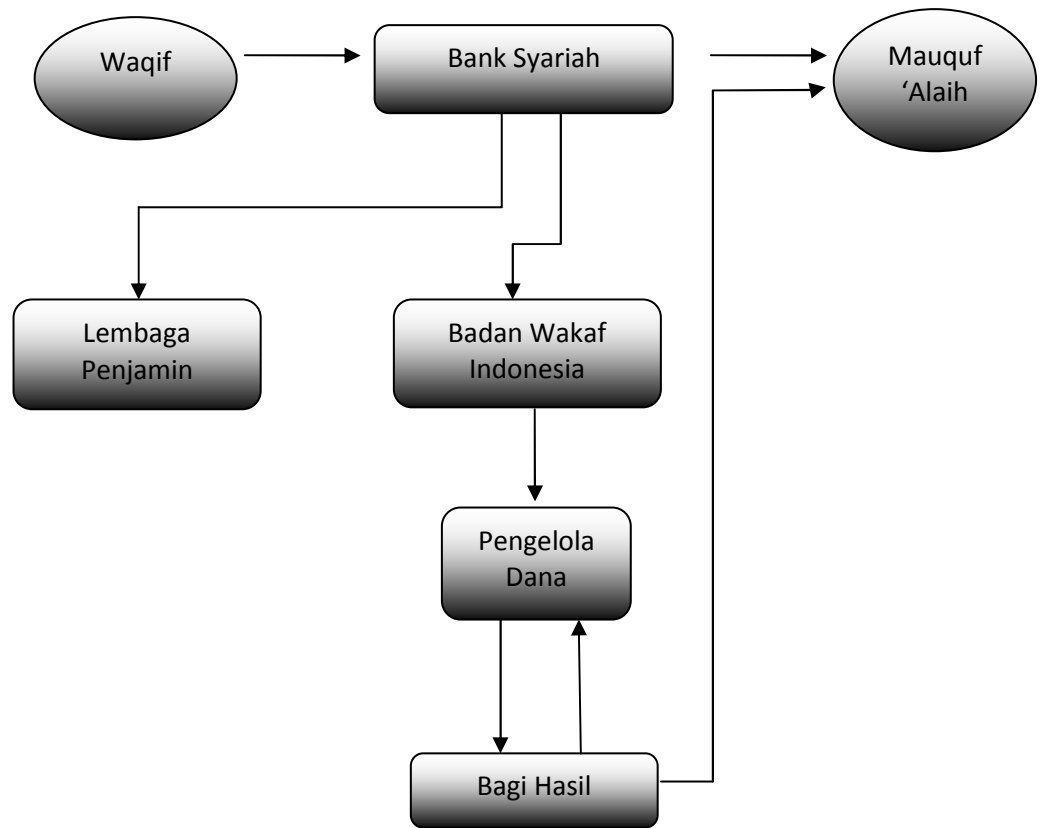 Waqif
Bank Syariah
Mauquf
‘Alaih
Lembaga
Penjamin
Badan Wakaf
Indonesia
Pengelola
Dana
Bagi Hasil